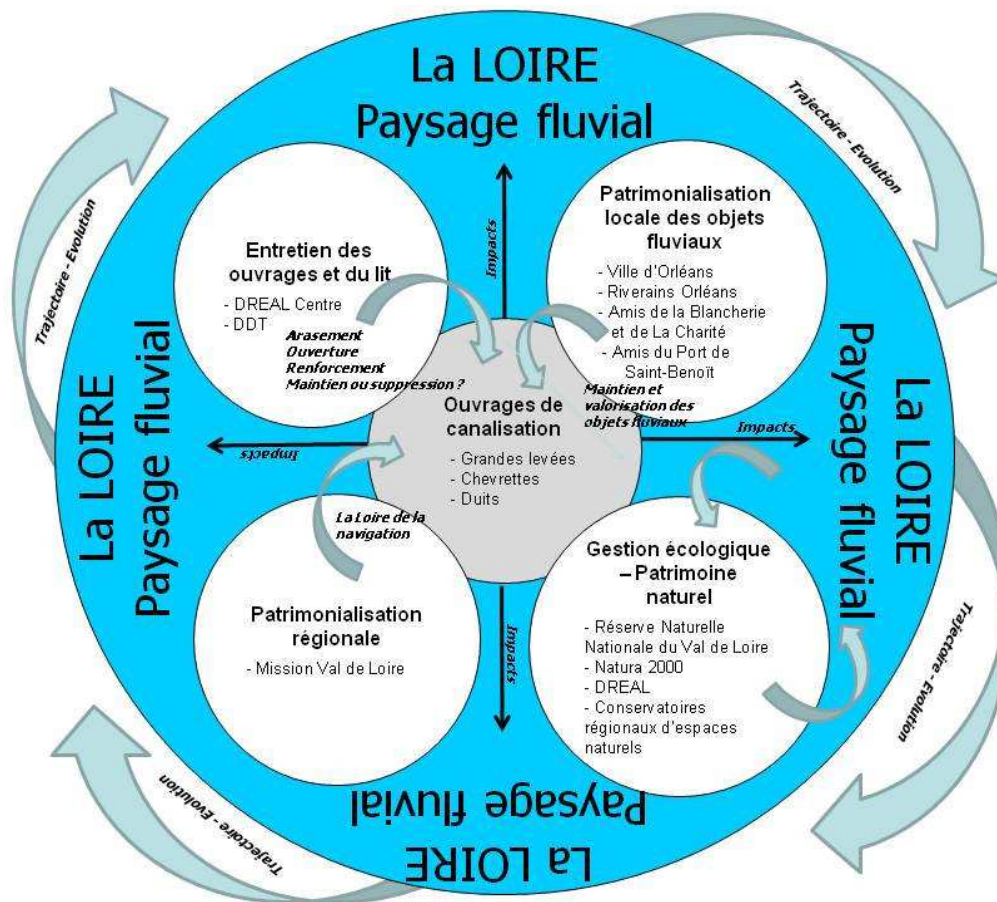 La LOIRE
Paysage fluvial
Trajectoire - Evolution
Trajectoire - Evolution
Entretien des
ouvrages et du lit
- DREAL Centre
- DDT
Arasement
Ouverture
Renforcement
Maintien ou suppression ?
Impacts
Patrimonialisation
locale des objets
fluviaux
- Ville d'Orléans
- Riverains Orléans
- Amis de la Blancherie
et de La Charité
- Amis du Port de
Saint-Benoît
Maintien et
valorisation des
objets fluviaux
La LOIRE
Paysage fluvial
Impacts
Ouvrages de
canalisation
- Grandes levées
- Chevrettes
- Duits
Impacts
La LOIRE
Paysage fluvial
La Loire de la
navigation
Patrimonialisation
régionale
- Mission Val de Loire
Impacts
Gestion écologique
– Patrimoine
naturel
- Réserve Naturelle
Nationale du Val de Loire
- Natura 2000
- DREAL
- Conservatoires
régionaux d'espaces
naturels
Trajectoire - Evolution
Trajectoire - Evolution
La LOIRE
Paysage fluvial